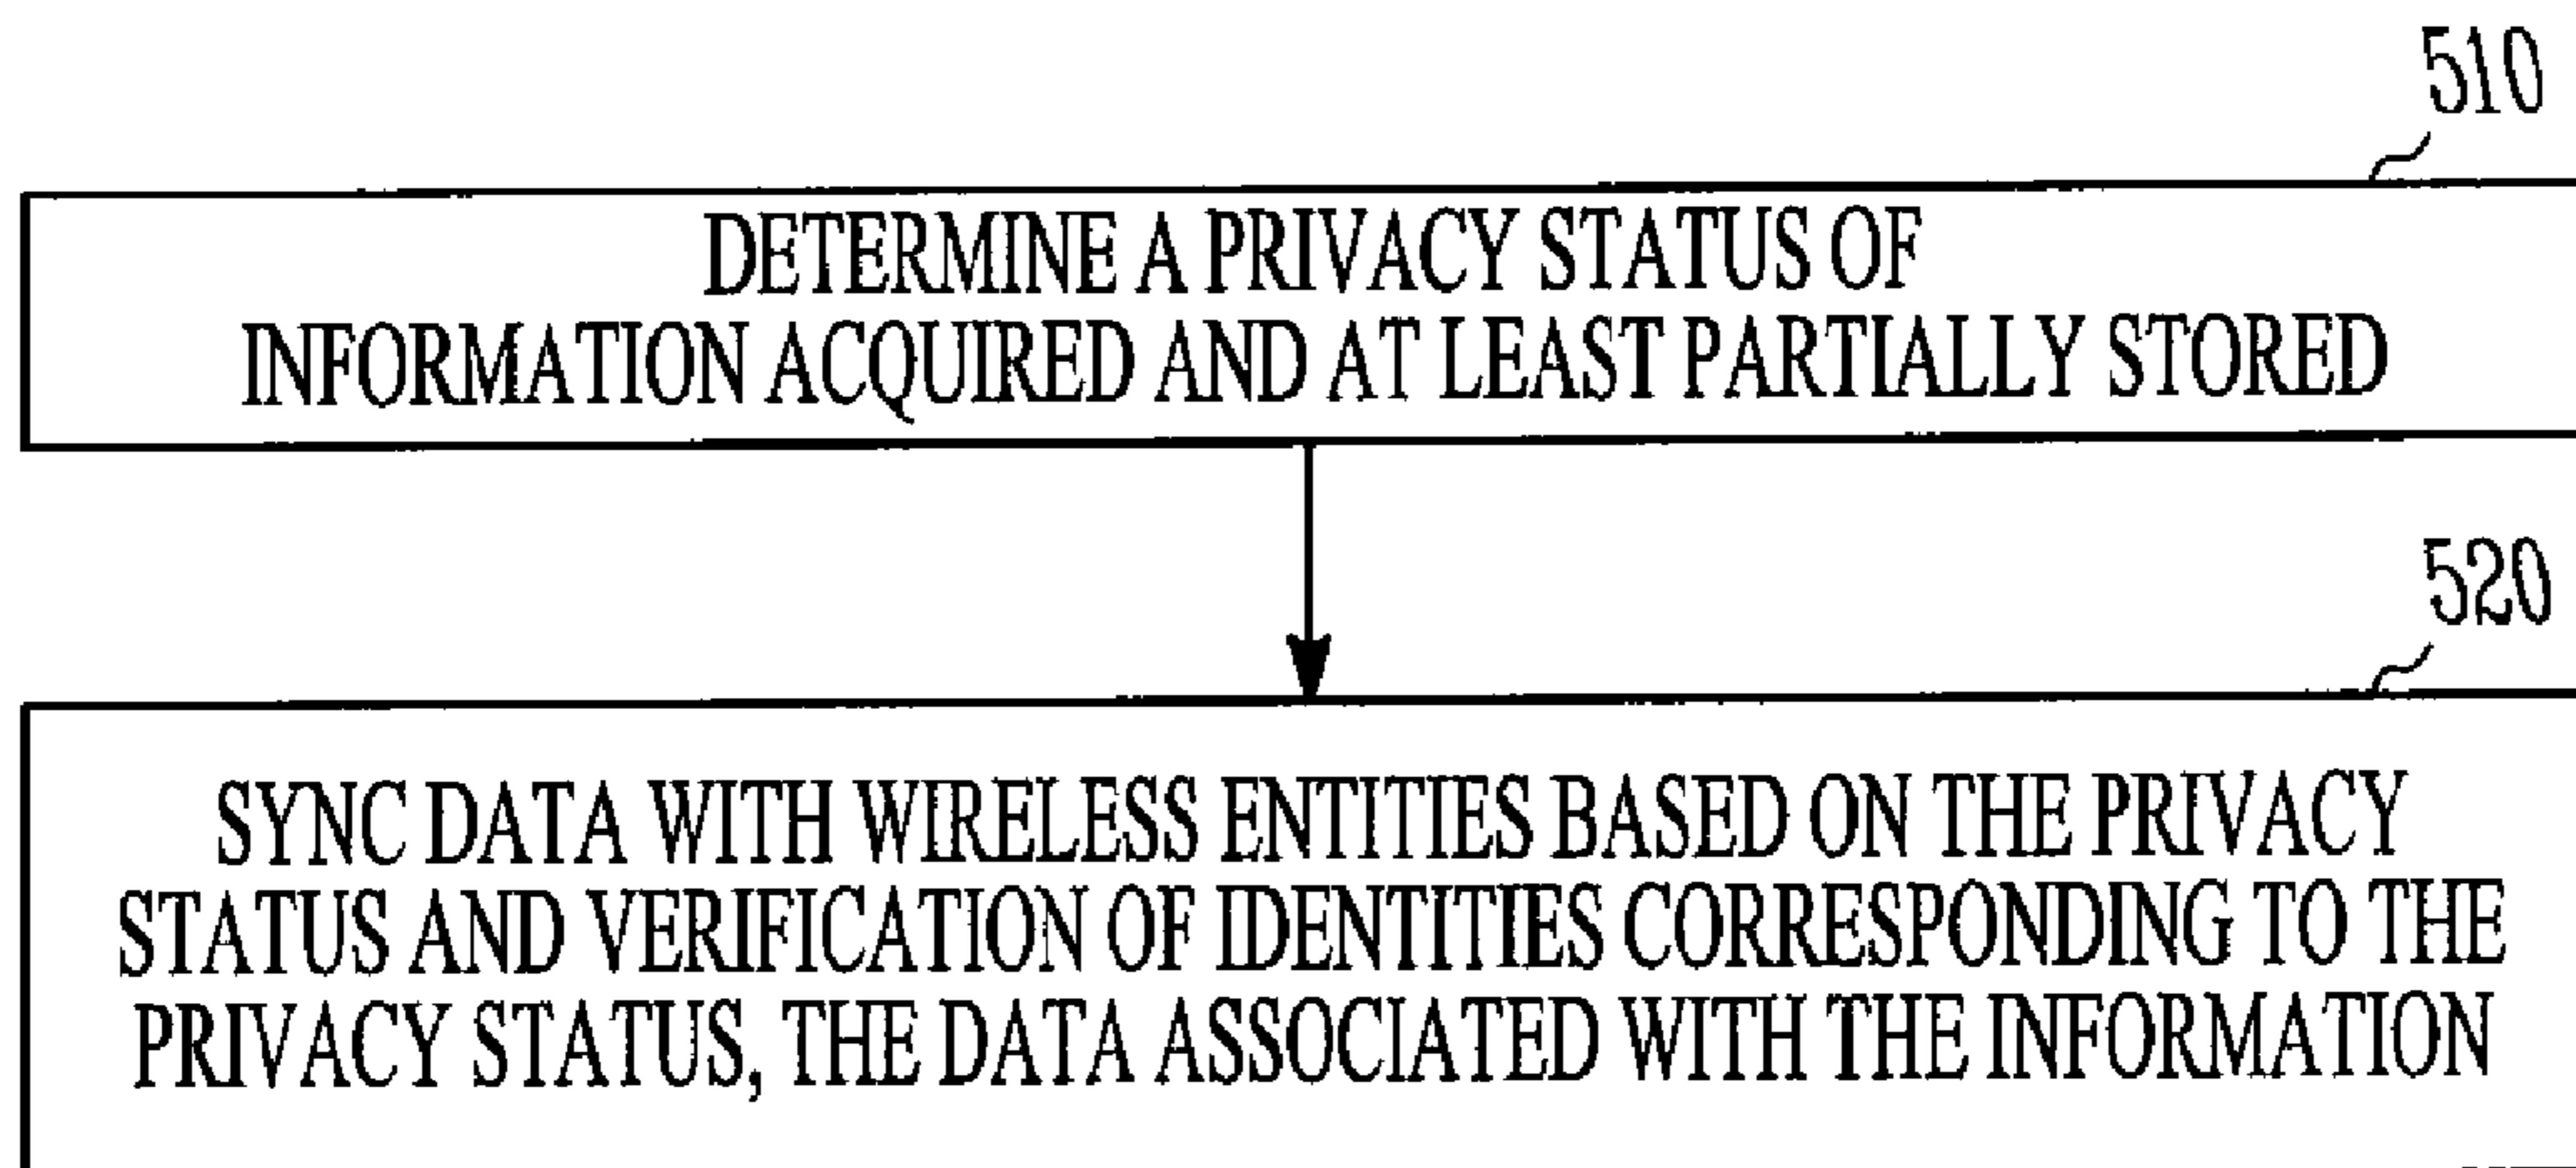 510
DETERMINE A PRIVACY STATUS OF
INFORMATION ACQUIRED AND AT LEAST PARTIALLY STORED
520
SYNC DATA WITH WIRELESS ENTITIES BASED ON THE PRIVACY
STATUS AND VERIFICATION OF IDENTITIES CORRESPONDING TO THE
PRIVACY STATUS, THE DATA ASSOCIATED WITH THE INFORMATION